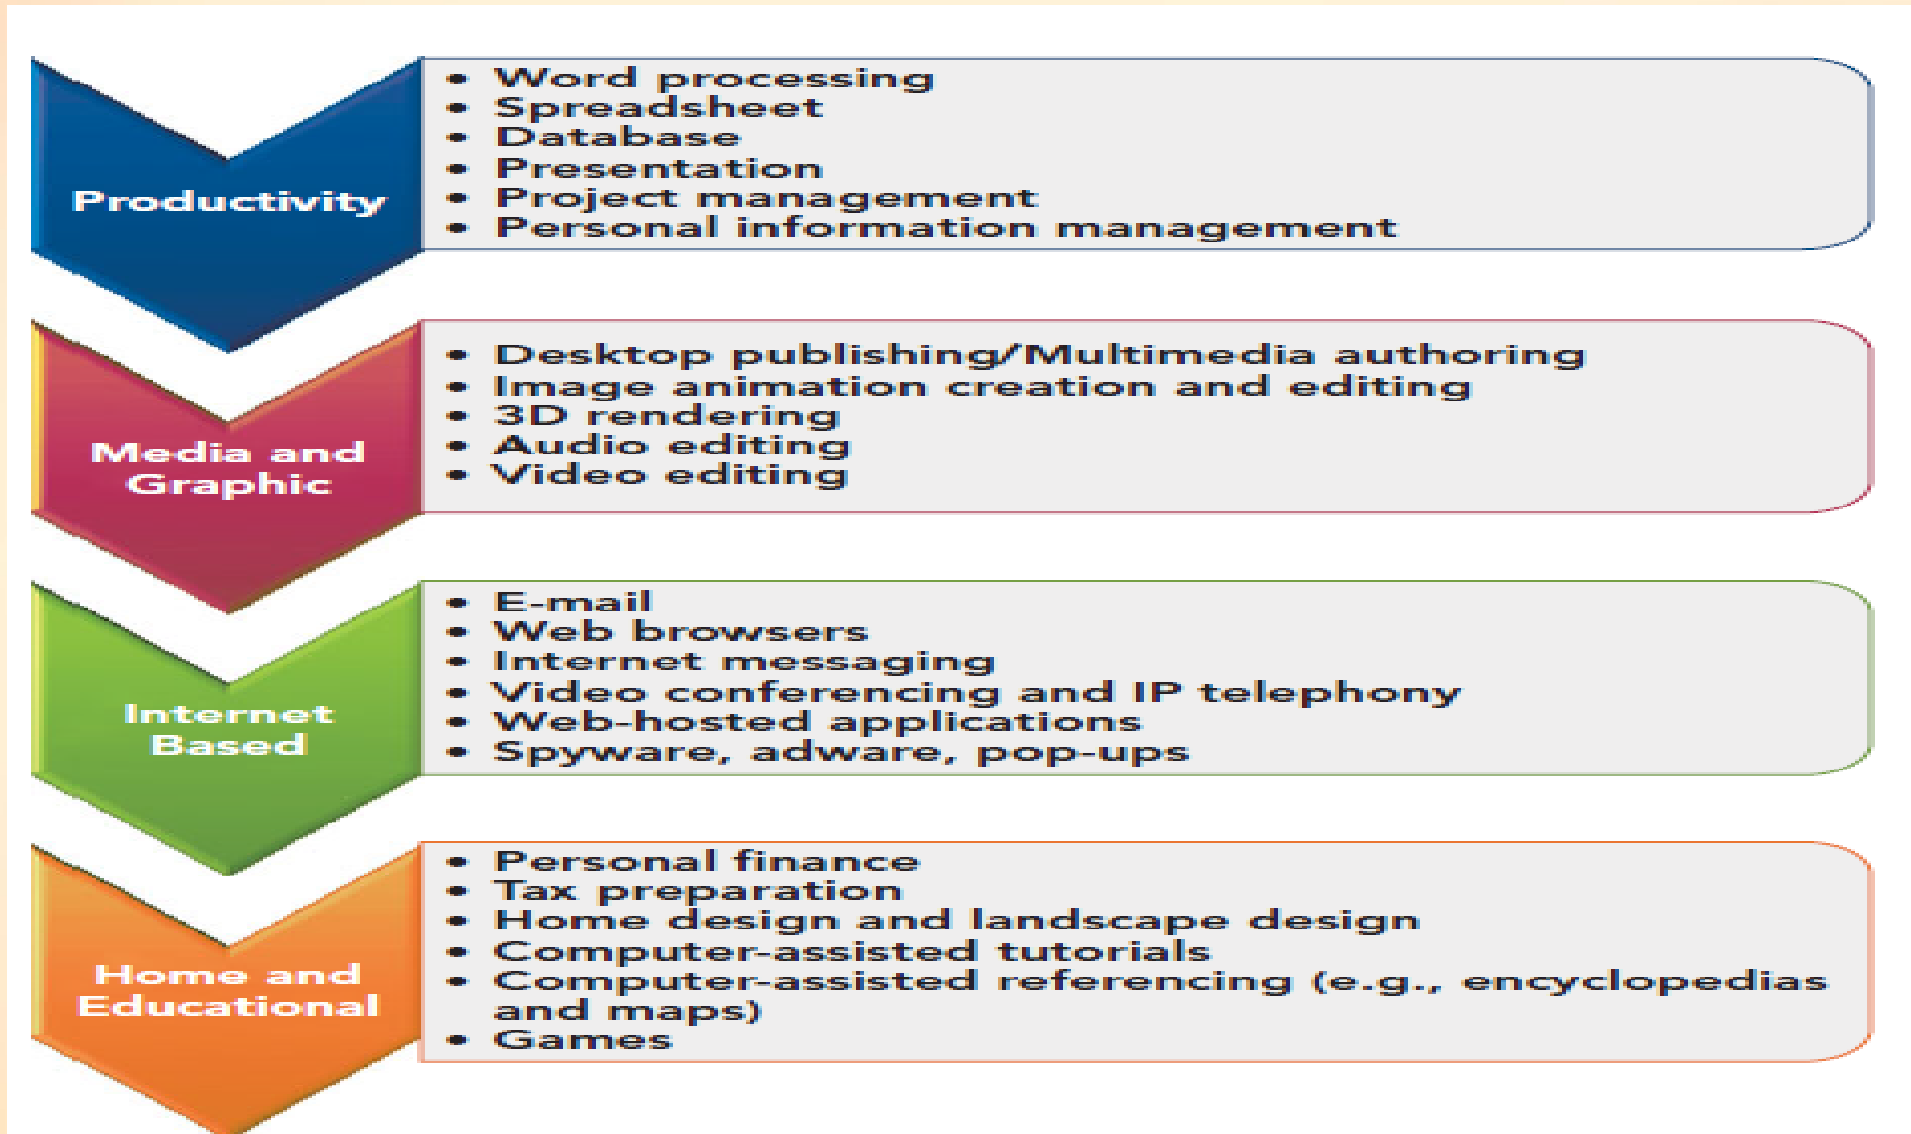 Productivity
• Word processing
• Spreadsheet
• Database
• Presentation
• Project management
• Personal information management
Media and
Graphic
• Desktop publishing/Multimedia authoring
• Image animation creation and editing
• 3D rendering
• Audio editing
• Video editing
Internet
Based
• E-mail
• Web browsers
• Internet messaging
• Video conferencing and IP telephony
• Web-hosted applications
• Spyware, adware, pop-ups
Home and
Educational
• Personal finance
• Tax preparation
• Home design and landscape design
• Computer-assisted tutorials
• Computer-assisted referencing (e.g., encyclopedias
and maps)
• Games